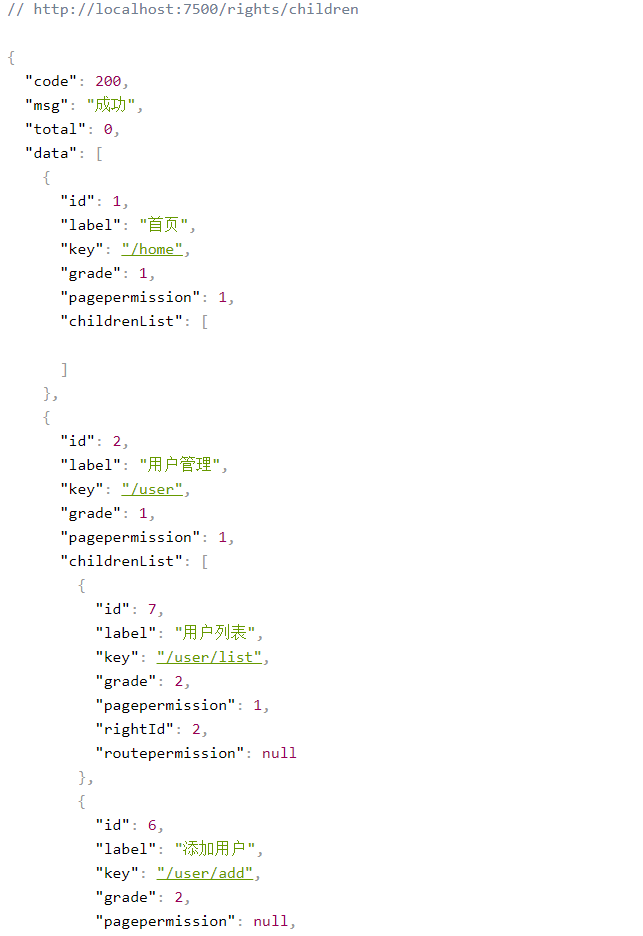 // http://localhost:7500/rights/children
{
"code": 200,
"msg": "成功",
"total": 0,
"data": [
{
"id": 1,
"label": "首页",
"key": "/home",
"grade": 1,
"pagepermission": 1,
"childrenList": [
]
},
{
"id": 2,
"label": "用户管理",
"key": "/user",
"grade": 1,
"pagepermission": 1,
"childrenList": [
{
"id": 7,
"label": "用户列表",
"key": "/user/list",
"grade": 2,
"pagepermission": 1,
"rightId": 2,
"routepermission": null
},
{
"id": 6,
"label": "添加用户",
"key": "/user/add",
"grade": 2,
"pagepermission": null,